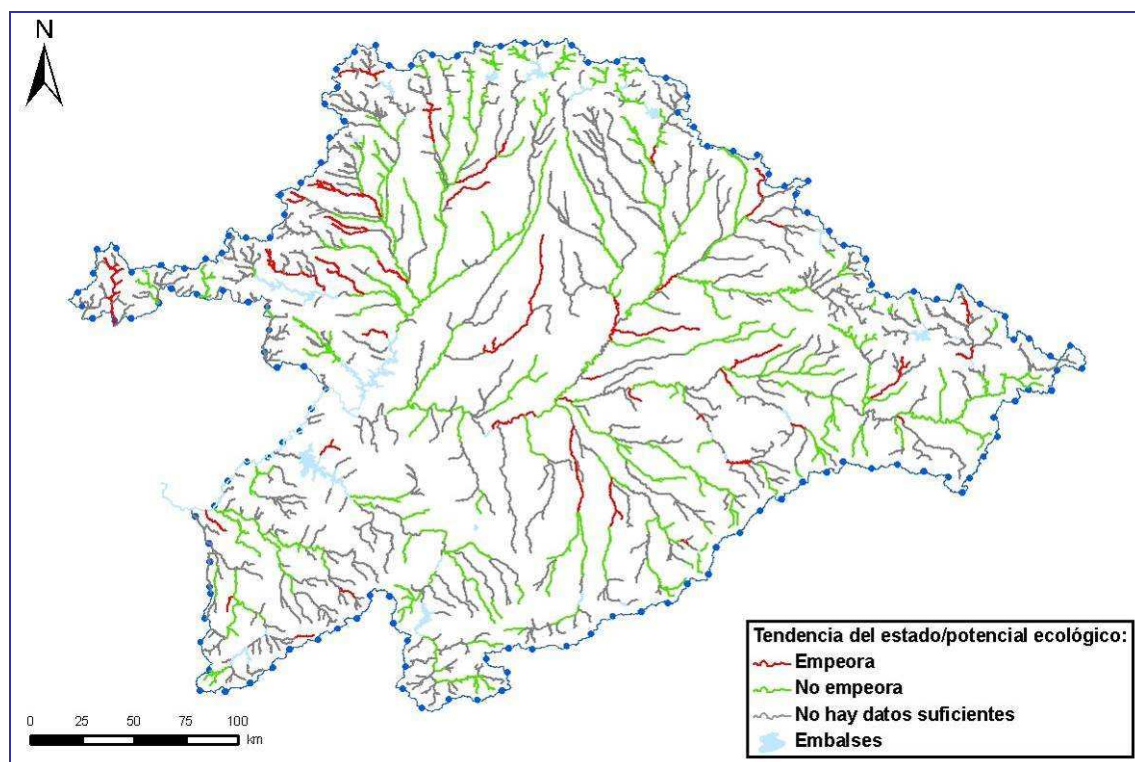 N
Tendencia del estado/potencial ecológico:
Empeora
No empeora
No hay datos suficientes
Embalses
0 25 50 75 100
km